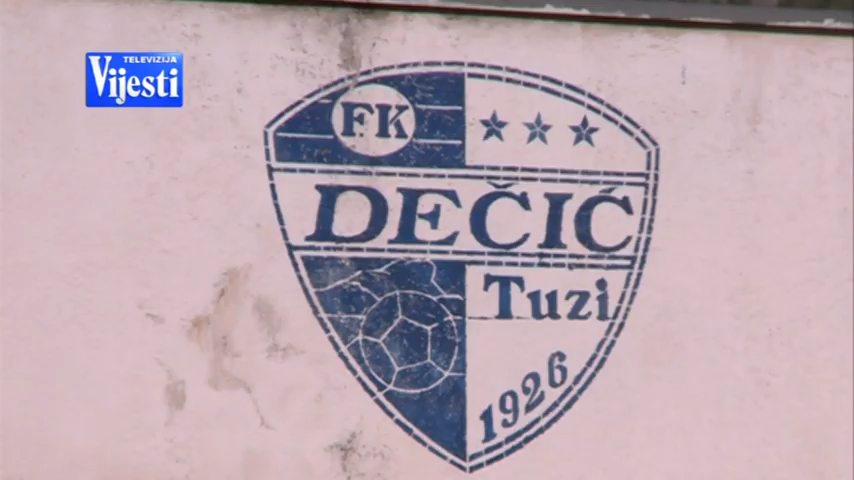 TELEVIZIJA
Vijesti
FK
DEČIĆ
Tuzi
1926